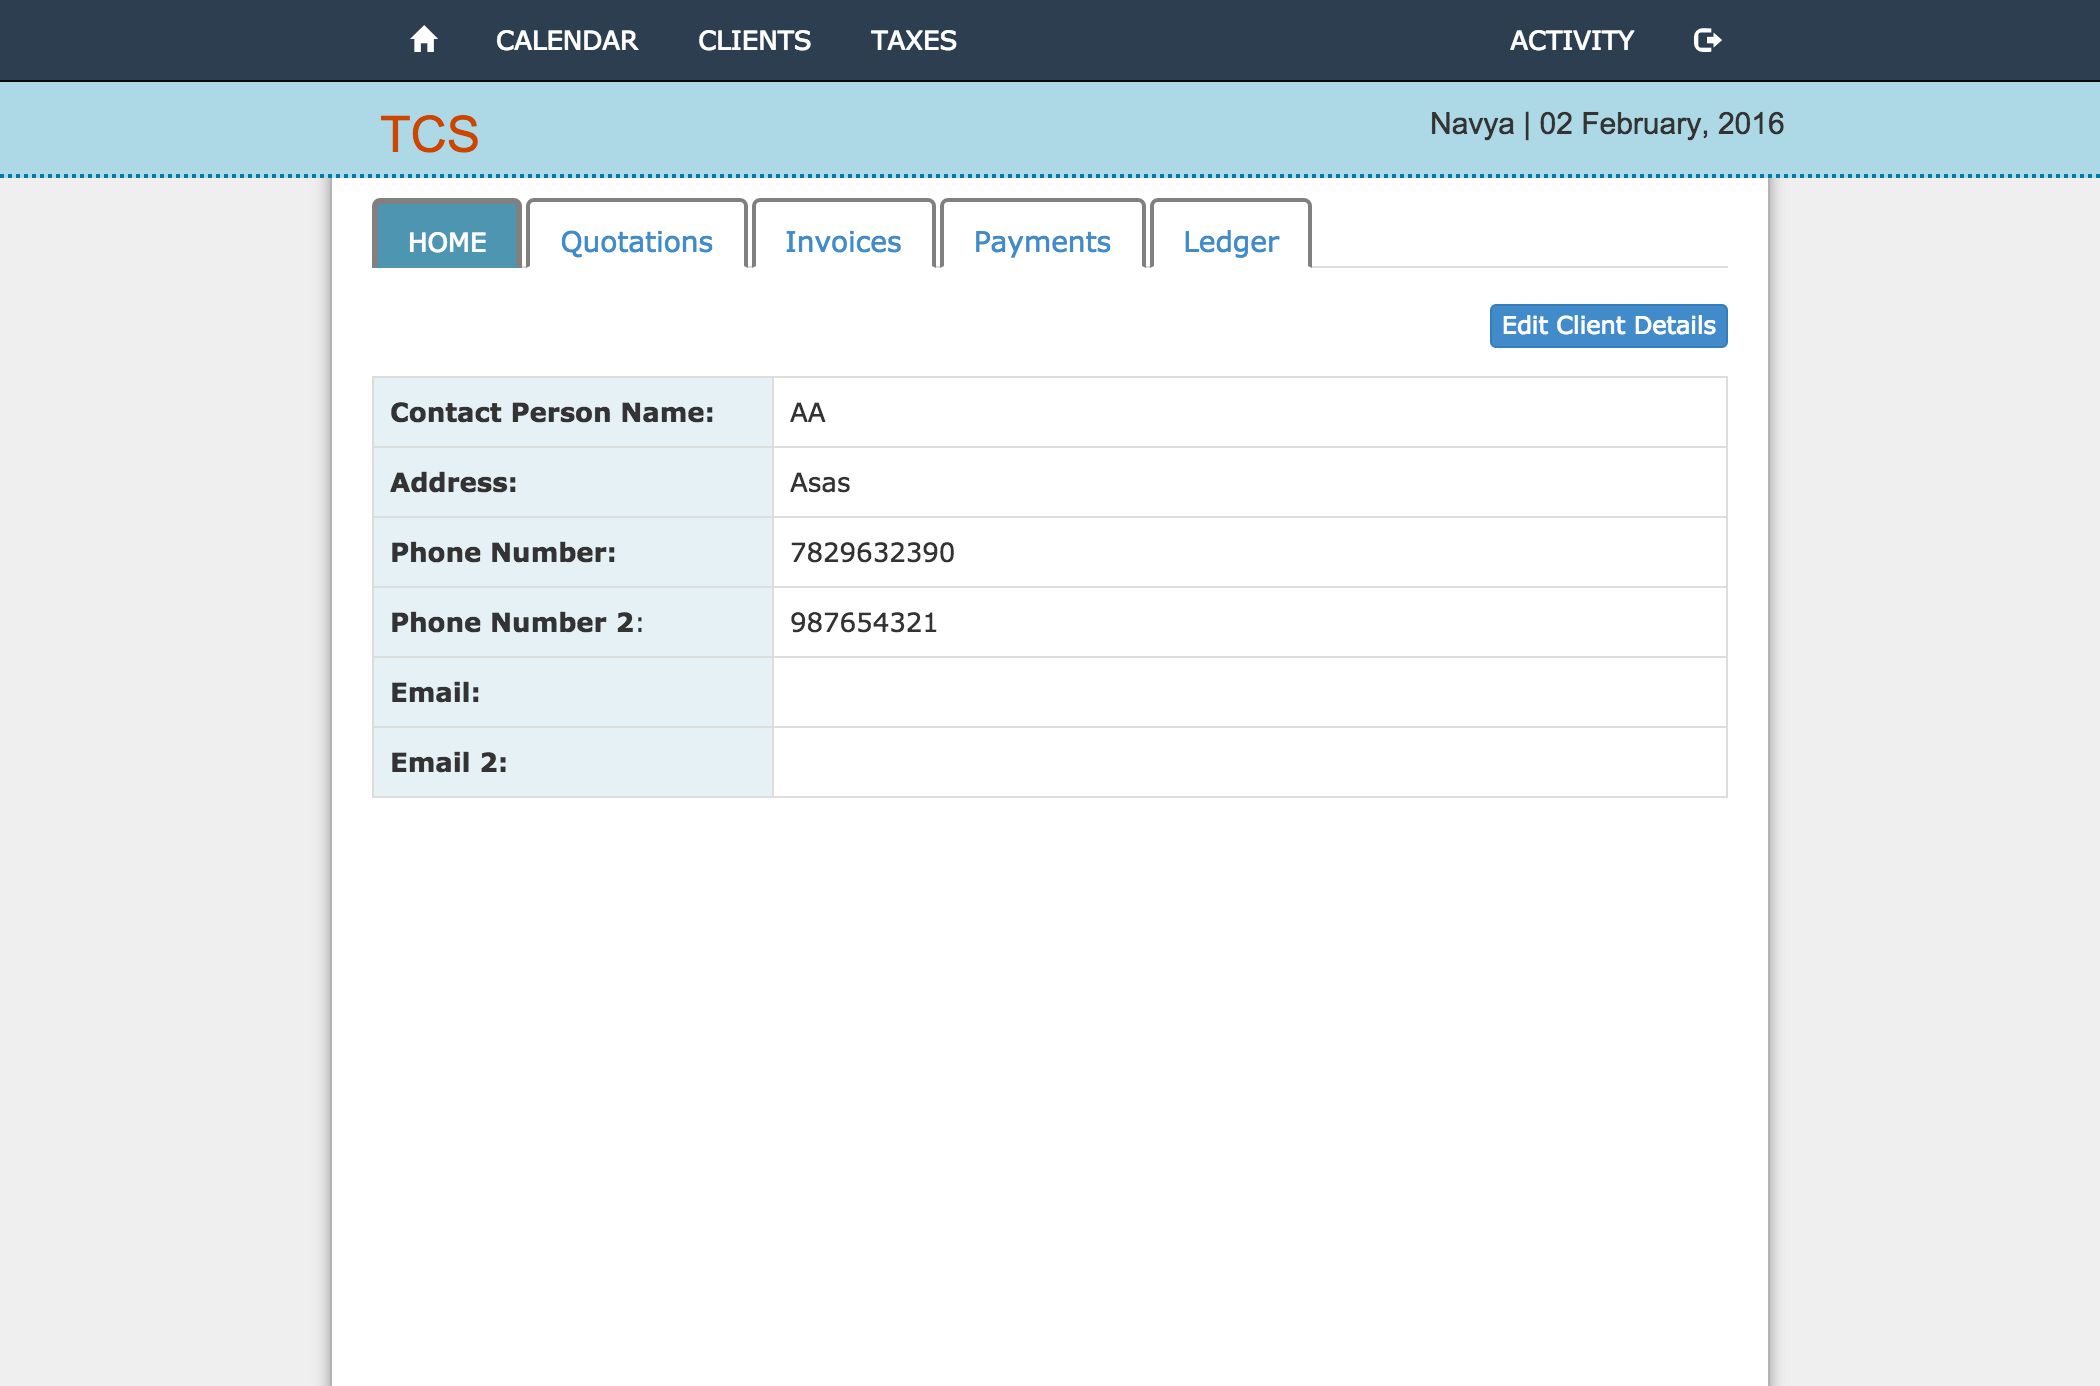 CALENDAR CLIENTS TAXES ACTIVITY
TCS
Navya | 02 February, 2016
HOME Quotations Invoices Payments Ledger
Edit Client Details
Contact Person Name: AA
Address: Asas
Phone Number: 7829632390
Phone Number 2: 987654321
Email:
Email 2: